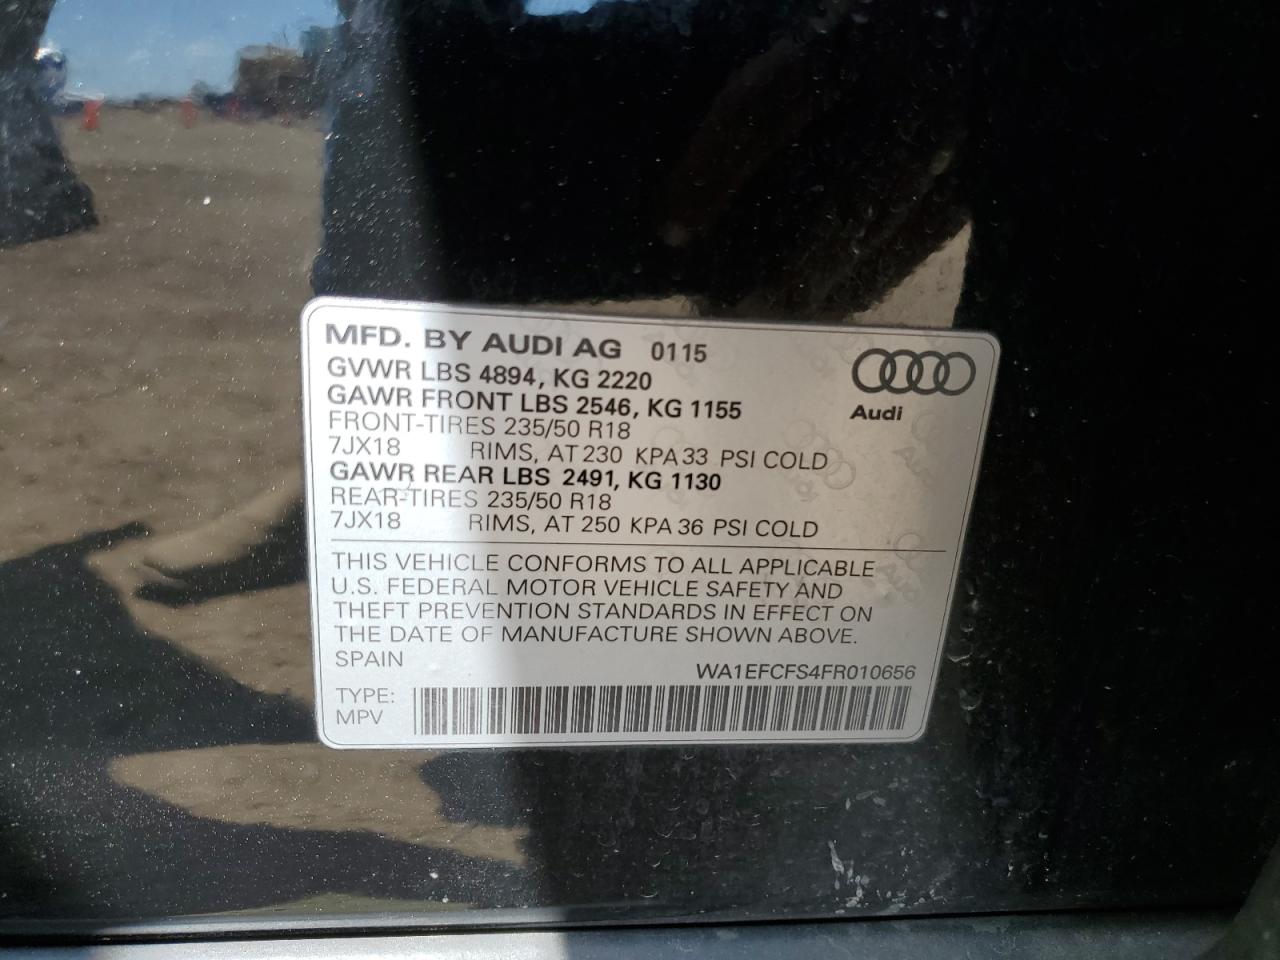 MFD. BY AUDI AG 0115
GVWR LBS 4894, KG 2220
GAWR FRONT LBS 2546, KG 1155
FRONT-TIRES 235/50 R18
7JX18 RIMS, AT 230 KPA 33 PSI COLD
GAWR REAR LBS 2491, KG 1130
REAR-TIRES 235/50 R18
7JX18 RIMS, AT 250 KPA 36 PSI COLD
Audi
THIS VEHICLE CONFORMS TO ALL APPLICABLE
U.S. FEDERAL MOTOR VEHICLE SAFETY AND
THEFT PREVENTION STANDARDS IN EFFECT ON
THE DATE OF MANUFACTURE SHOWN ABOVE.
SPAIN WA1EFCFS4FR010656
TYPE:
MPV